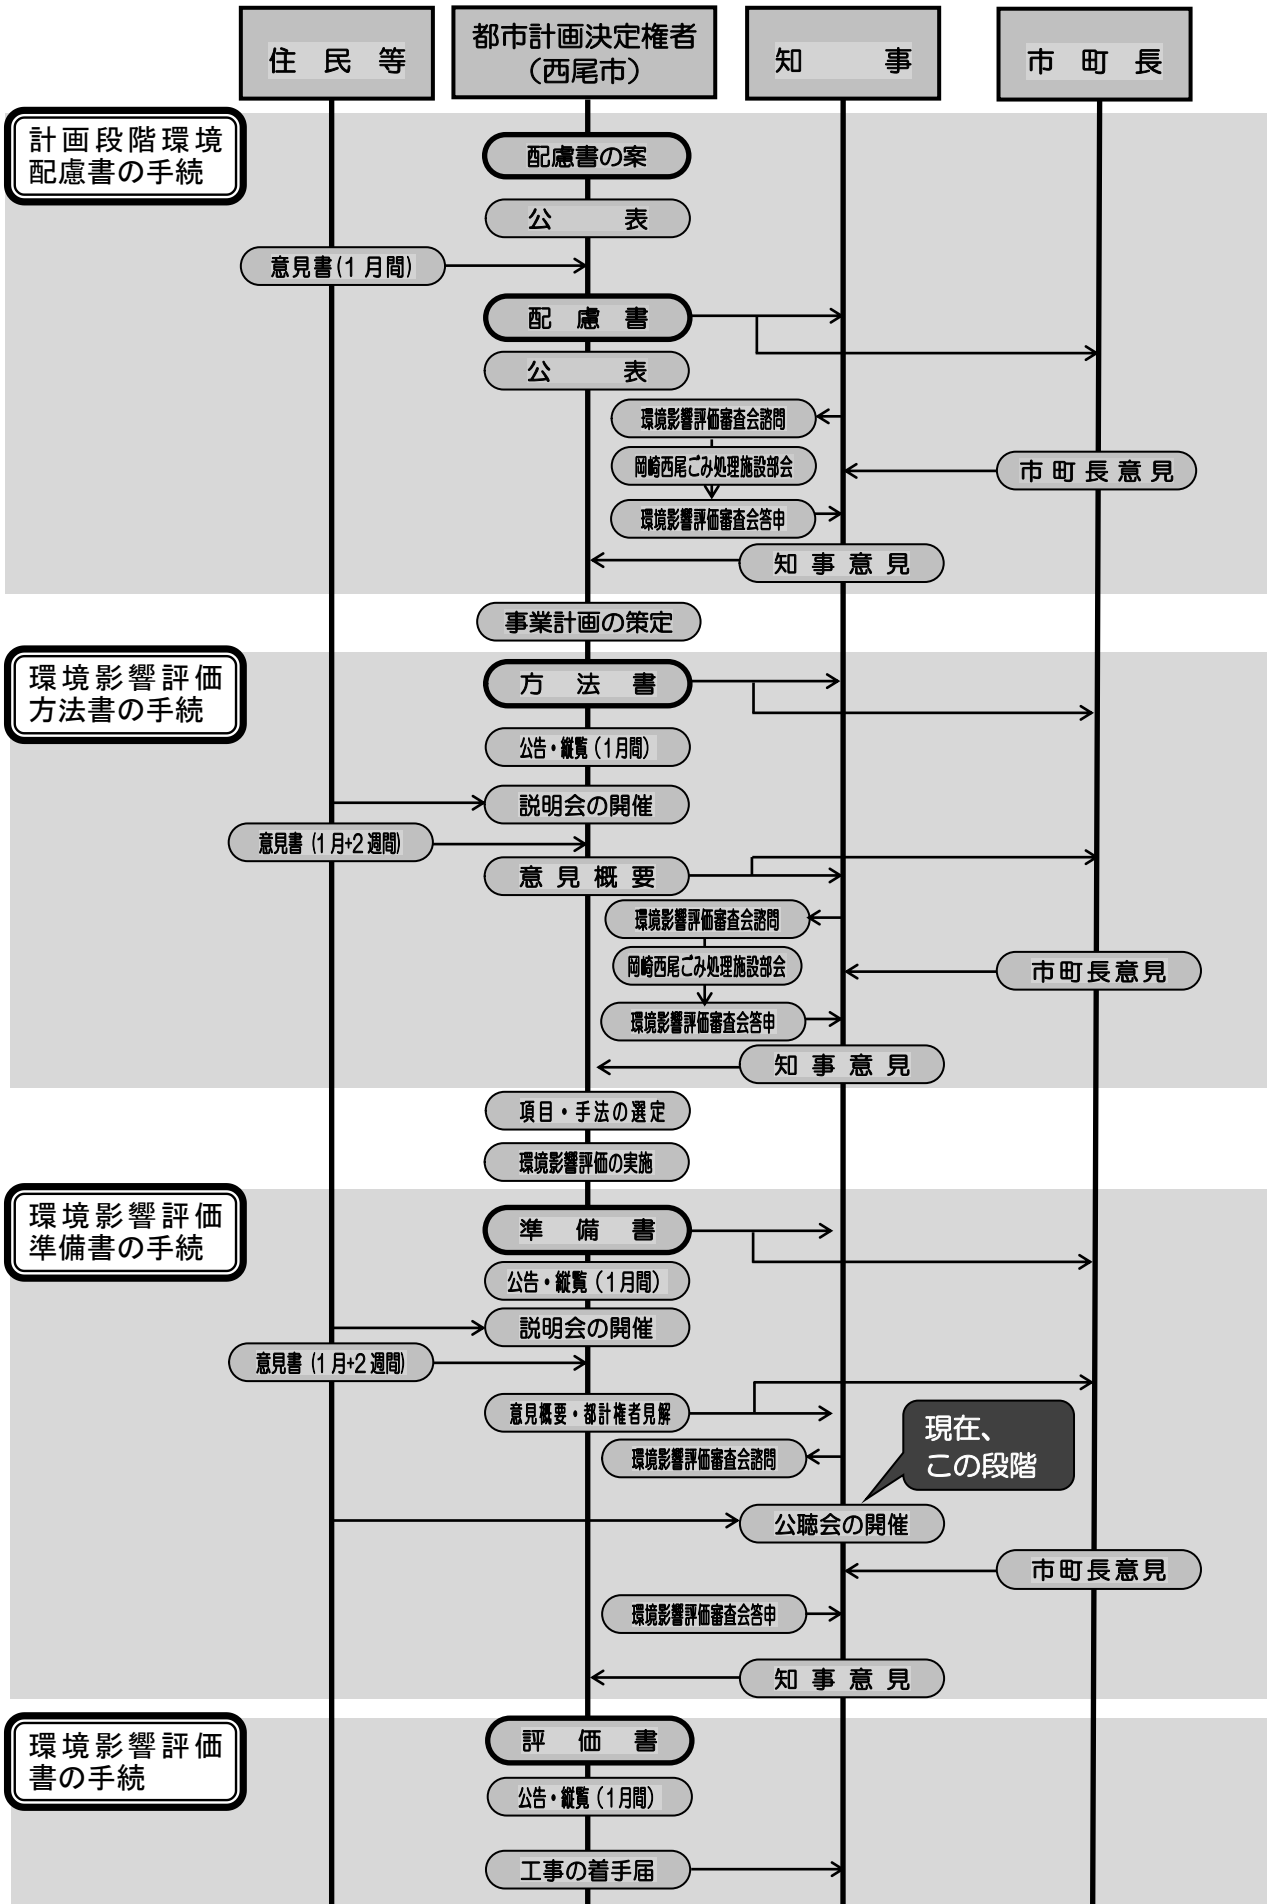 住民等
都市計画決定権者
（西尾市）
知事
市町長
計画段階環境
配慮書の手続
配慮書の案
公表
意見書(1 月間)
配慮書
公表
環境影響評価審査会諮問
岡崎西尾ごみ処理施設部会
市町長意見
環境影響評価審査会答申
知事意見
事業計画の策定
環境影響評価
方法書の手続
方法書
公告・縦覧（1月間）
説明会の開催
意見書（1月+2週間）
意見概要
環境影響評価審査会諮問
岡崎西尾ごみ処理施設部会
市町長意見
環境影響評価審査会答申
知事意見
項目・手法の選定
環境影響評価の実施
環境影響評価
準備書の手続
準備書
公告・縦覧（1月間）
説明会の開催
意見書（1月+2週間）
意見概要・都計権者見解
現在、
この段階
環境影響評価審査会諮問
公聴会の開催
市町長意見
環境影響評価審査会答申
知事意見
環境影響評価
書の手続
評価書
公告・縦覧（1月間）
工事の着手届